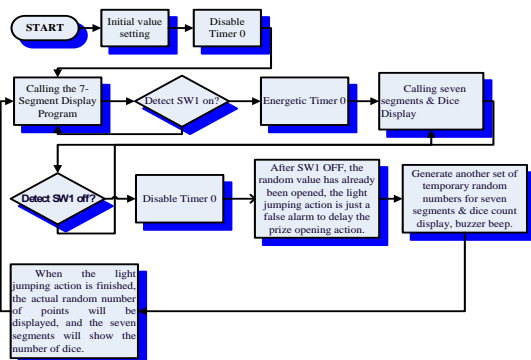 START
Initial value
setting
Disable
Timer 0
Calling the 7-
Segment Display
Program
Detect SW1 on?
Energetic Timer 0
Calling seven
segments & Dice
Display
Detect SW1 off?
Disable Timer 0
After SW1 OFF, the
random value has already
been opened, the light
jumping action is just a
false alarm to delay the
prize opening action.
Generate another set of
temporary random
numbers for seven
segments & dice count
display, buzzer beep.
When the light
jumping action is finished,
the actual random number
of points will be
displayed, and the seven
segments will show the
number of dice.